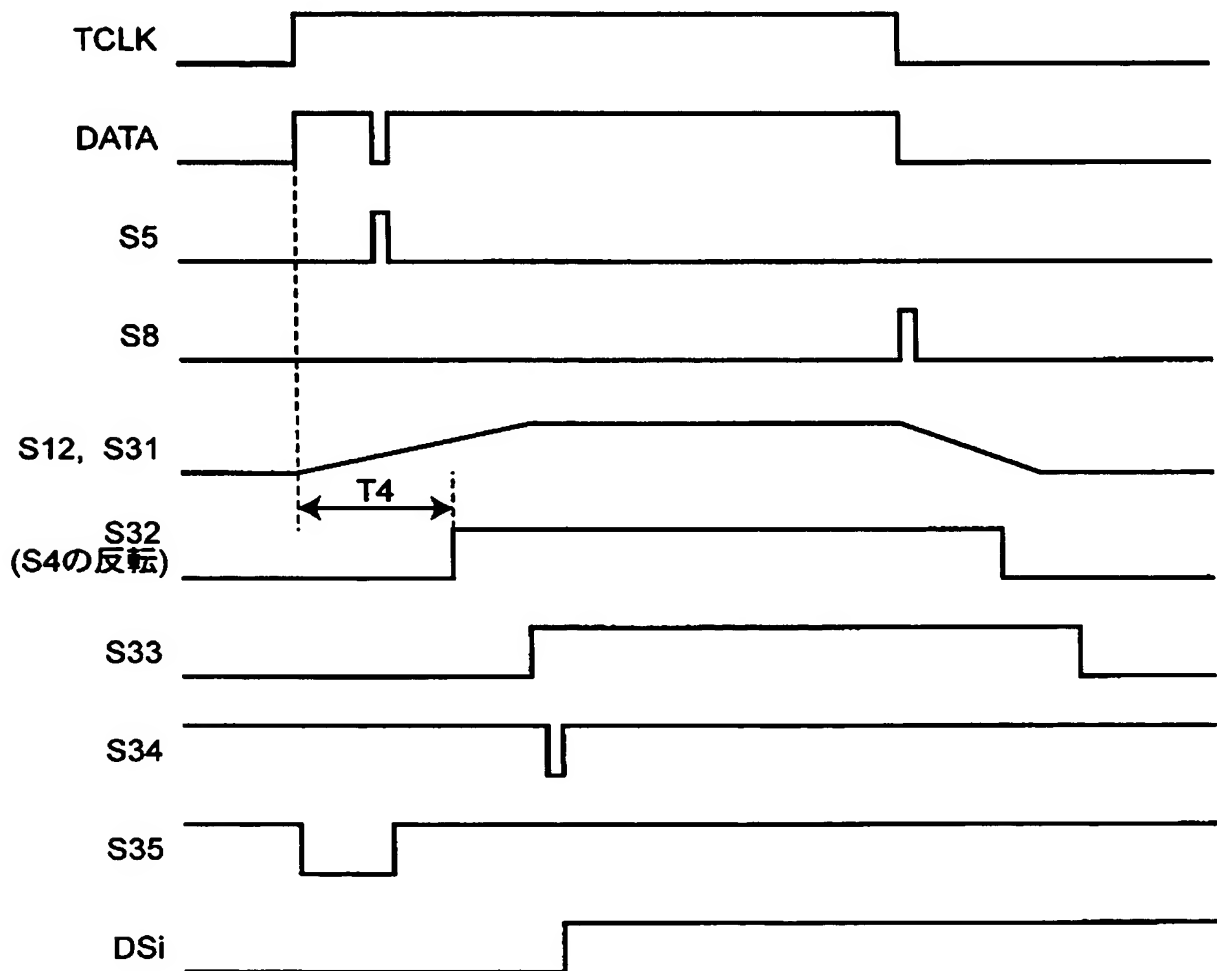 TCLK
DATA
S5
S8
S12, S31
T4
S32
(S4の反転)
S33
S34
S35
DSi